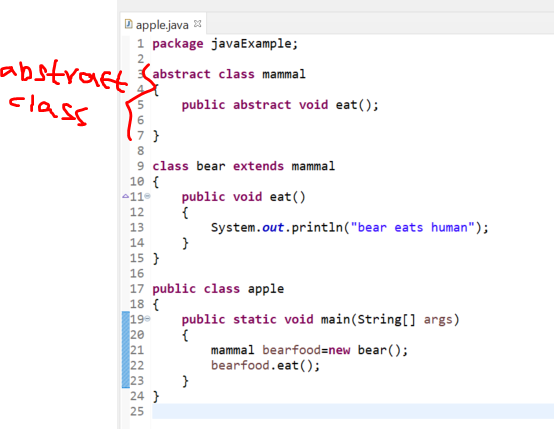 apple.java
1 package javaExample;
2
3 abstract class mammal
4 {
5 public abstract void eat();
6
7 }
8
9 class bear extends mammal
10 {
11 public void eat()
12 {
13 System.out.println("bear eats human");
14 }
15 }
16
17 public class apple
18 {
19 public static void main(String[] args)
20 {
21 mammal bearfood=new bear();
22 bearfood.eat();
23 }
24 }
25
abstract
class